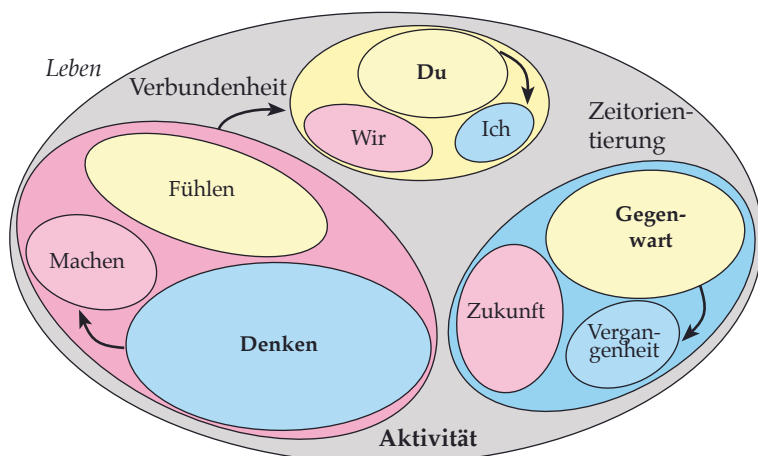 Leben
Verbundenheit
Du
Wir
Ich
Zeitorien-
tierung
Fühlen
Machen
Denken
Gegen-
wart
Zukunft
Vergan-
genheit
Aktivität